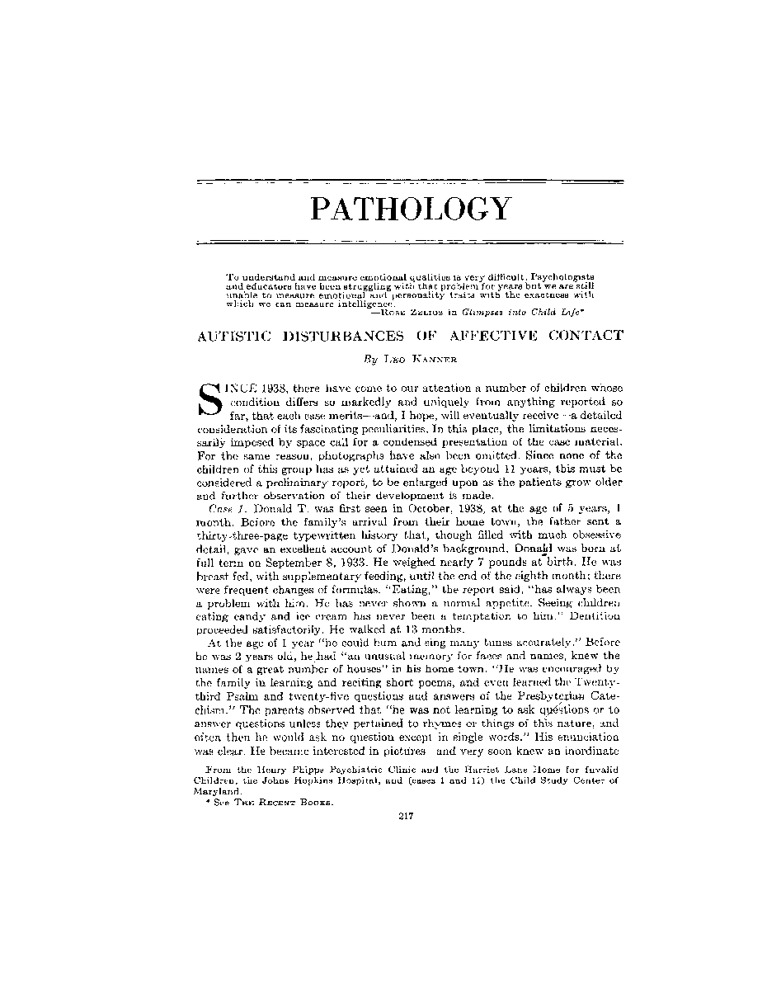 PATHOLOGY
To understand and measure emotional qualities is very difficult. Psychologists
and educators have been struggling with that problem for years but we are still
unable to measure emotional and personality traits with the exactness with
which we can measure intelligence.
—ROSE ZELIGS in Glimpses into Child Life*
AUTISTIC DISTURBANCES OF AFFECTIVE CONTACT
By LEO KANNER
SINCE 1938, there have come to our attention a number of children whose
condition differs so markedly and uniquely from anything reported so
far, that each case merits—and, I hope, will eventually receive—a detailed
consideration of its fascinating peculiarities. In this place, the limitations neces-
sarily imposed by space call for a condensed presentation of the case material.
For the same reason, photographs have also been omitted. Since none of the
children of this group has as yet attained an age beyond 11 years, this must be
considered a preliminary report, to be enlarged upon as the patients grow older
and further observation of their development is made.
Case 1. Donald T. was first seen in October, 1938, at the age of 5 years, 1
month. Before the family's arrival from their home town, the father sent a
thirty-three-page typewritten history that, though filled with much obsessive
detail, gave an excellent account of Donald's background. Donald was born at
full term on September 8, 1933. He weighed nearly 7 pounds at birth. He was
breast fed, with supplementary feeding, until the end of the eighth month; there
were frequent changes of formulas. "Eating," the report said, "has always been
a problem with him. He has never shown a normal appetite. Seeing children
eating candy and ice cream has never been a temptation to him." Dentition
proceeded satisfactorily. He walked at 13 months.
At the age of 1 year "he could hum and sing many tunes accurately." Before
he was 2 years old, he had "an unusual memory for faces and names, knew the
names of a great number of houses" in his home town. "He was encouraged by
the family in learning and reciting short poems, and even learned the Twenty-
third Psalm and twenty-five questions and answers of the Presbyterian Cate-
chism." The parents observed that "he was not learning to ask questions or to
answer questions unless they pertained to rhymes or things of this nature, and
often then he would ask no question except in single words." His enunciation
was clear. He became interested in pictures "and very soon knew an inordinate
From the Henry Phipps Psychiatric Clinic and the Harriet Lane Home for Invalid
Children, the Johns Hopkins Hospital, and (cases 1 and 11) the Child Study Center of
Maryland.
* See THE RECENT BOOKS.
217